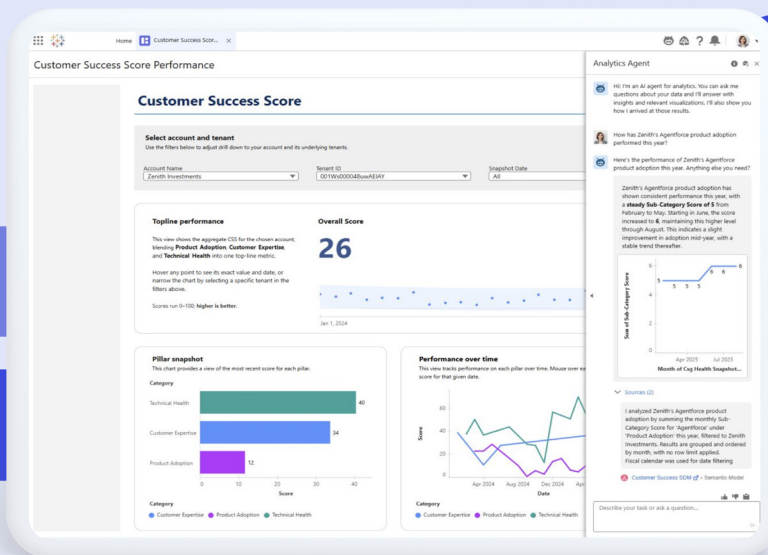 Home
Customer Success Scor... ×
Customer Success Score Performance
Customer Success Score
Select account and tenant
Use the filters below to adjust drill down to your account and its underlying tenants.
Account Name
Zenith Investments
Tenant ID
001Ws00004BuwAEIAY
Snapshot Date
All
Topline performance
This view shows the aggregate CSS for the chosen account,
blending Product Adoption, Customer Expertise,
and Technical Health into one top-line metric.
Hover any point to see its exact value and date, or
narrow the chart by selecting a specific tenant in the
filters above.
Scores run 0–100; higher is better.
Overall Score
26
Jan 1, 2024
Pillar snapshot
This chart provides a view of the most recent score for each pillar.
Category
Technical Health
40
Customer Expertise
34
Product Adoption
12
0 10 20 30 40
Score
Category
Customer Expertise Product Adoption Technical Health
Performance over time
This view tracks performance on each pillar over time. Mouse over ea
score for that given date.
60
40
20
0
Score
Apr 2024 Aug 2024 Dec 2024 Apr
Date
Category
Customer Expertise Product Adoption Technical Health
Analytics Agent
Hi! I'm an AI agent for analytics. You can ask me
questions about your data and I'll answer with
insights and relevant visualizations. I'll also show you
how I arrived at those results.
How has Zenith's Agentforce product adoption
performed this year?
Here's the performance of Zenith's Agentforce
product adoption this year. Anything else you need?
Zenith's Agentforce product adoption has
shown consistent performance this year, with
a steady Sub-Category Score of 5 from
February to May. Starting in June, the score
increased to 6, maintaining this higher level
through August. This indicates a slight
improvement in adoption mid-year, with a
stable trend thereafter.
Sum of Sub-Category Score
6
4
2
0
5 5 5 5 6 6 6
Apr 2025 Jul 2025
Month of Csg Health Snapshot...
Sources (2)
I analyzed Zenith's Agentforce product
adoption by summing the monthly Sub-
Category Score for 'Agentforce' under
'Product Adoption' this year, filtered to Zenith
Investments. Results are grouped and ordered
by month, with no row limit applied.
Fiscal calendar was used for date filtering
Customer Success SDM - Semantic Model
Describe your task or ask a question...